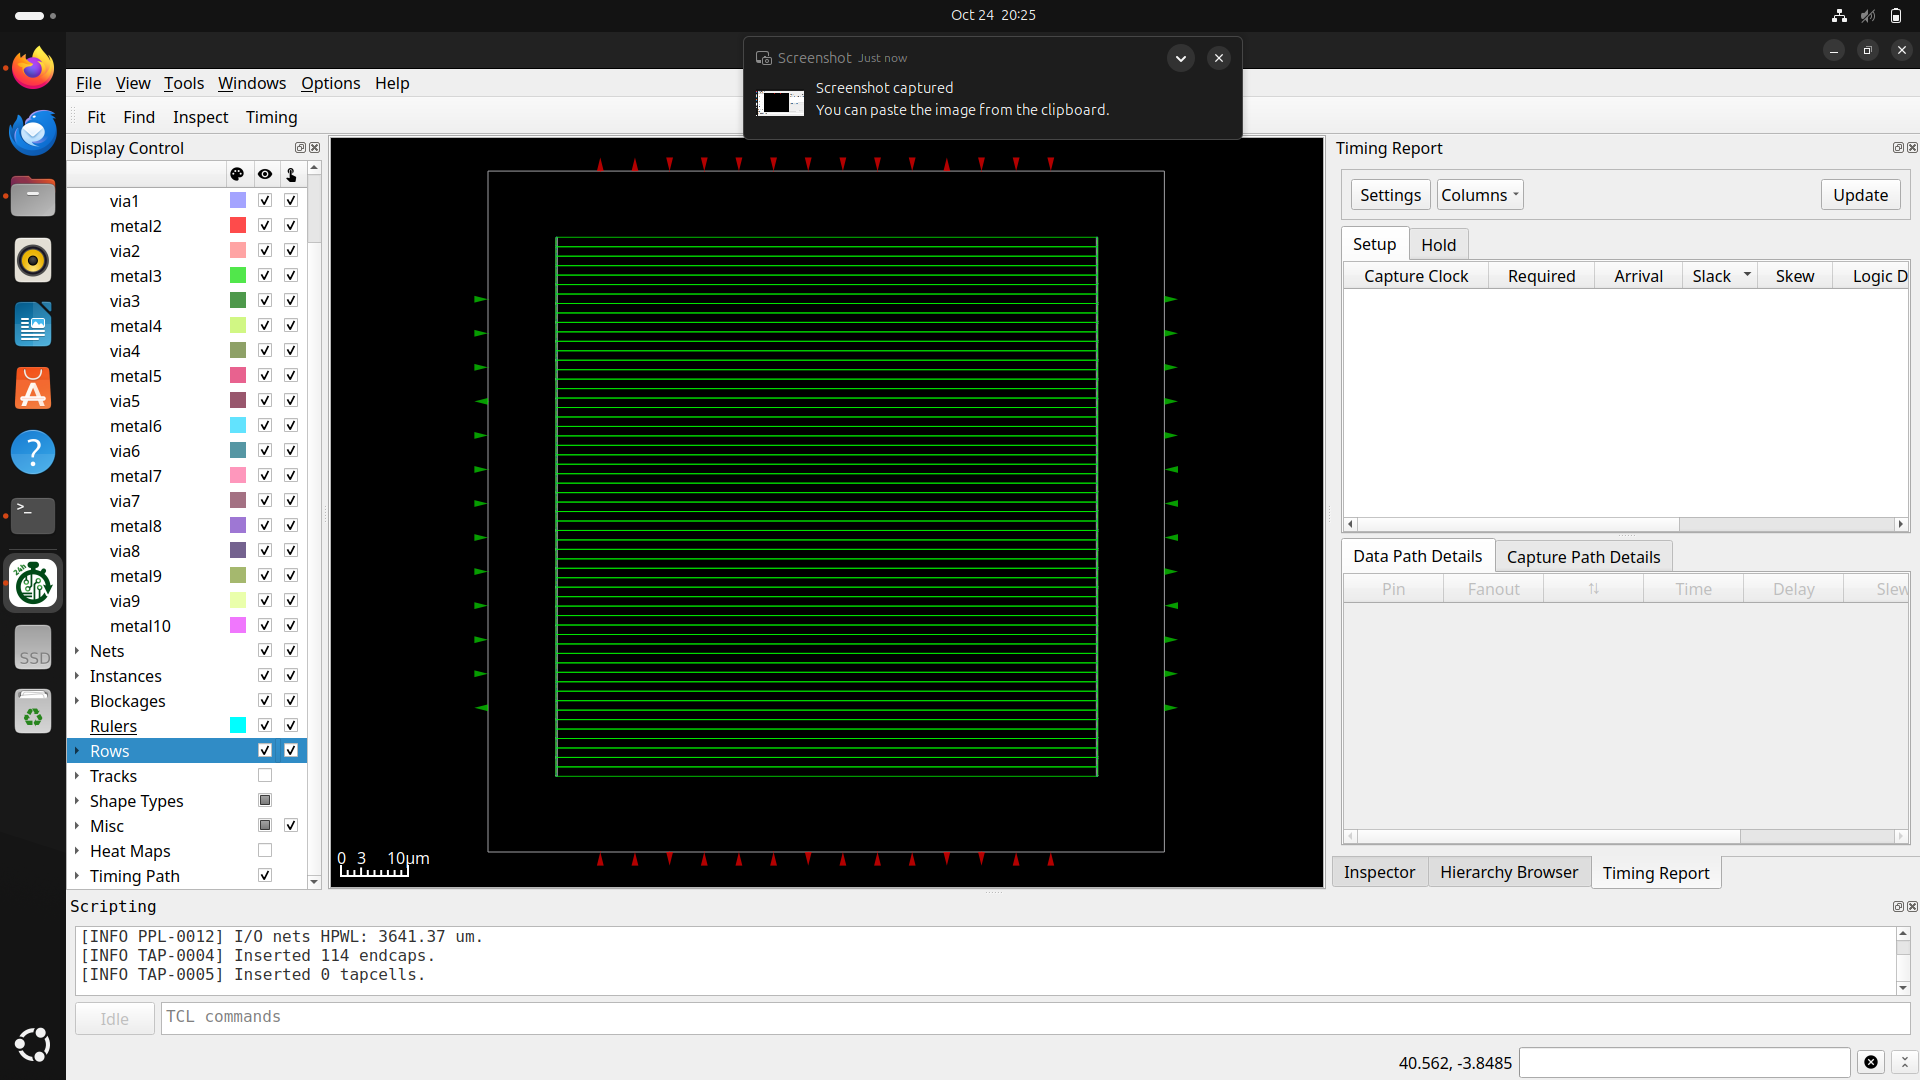 Oct 24 20:25
Screenshot Just now
Screenshot captured
You can paste the image from the clipboard.
File View Tools Windows Options Help
Fit Find Inspect Timing
Display Control
via1
metal2
via2
metal3
via3
metal4
via4
metal5
via5
metal6
via6
metal7
via7
metal8
via8
metal9
via9
metal10
Nets
Instances
Blockages
Rulers
Rows
Tracks
Shape Types
Misc
Heat Maps
Timing Path
0 3 10μm
Timing Report
Settings Columns Update
Setup Hold
Capture Clock Required Arrival Slack Skew Logic D
Data Path Details Capture Path Details
Pin Fanout Time Delay Slew
Inspector Hierarchy Browser Timing Report
Scripting
[INFO PPL-0012] I/O nets HPWL: 3641.37 um.
[INFO TAP-0004] Inserted 114 endcaps.
[INFO TAP-0005] Inserted 0 tapcells.
Idle TCL commands
40.562, -3.8485
24h
SSD